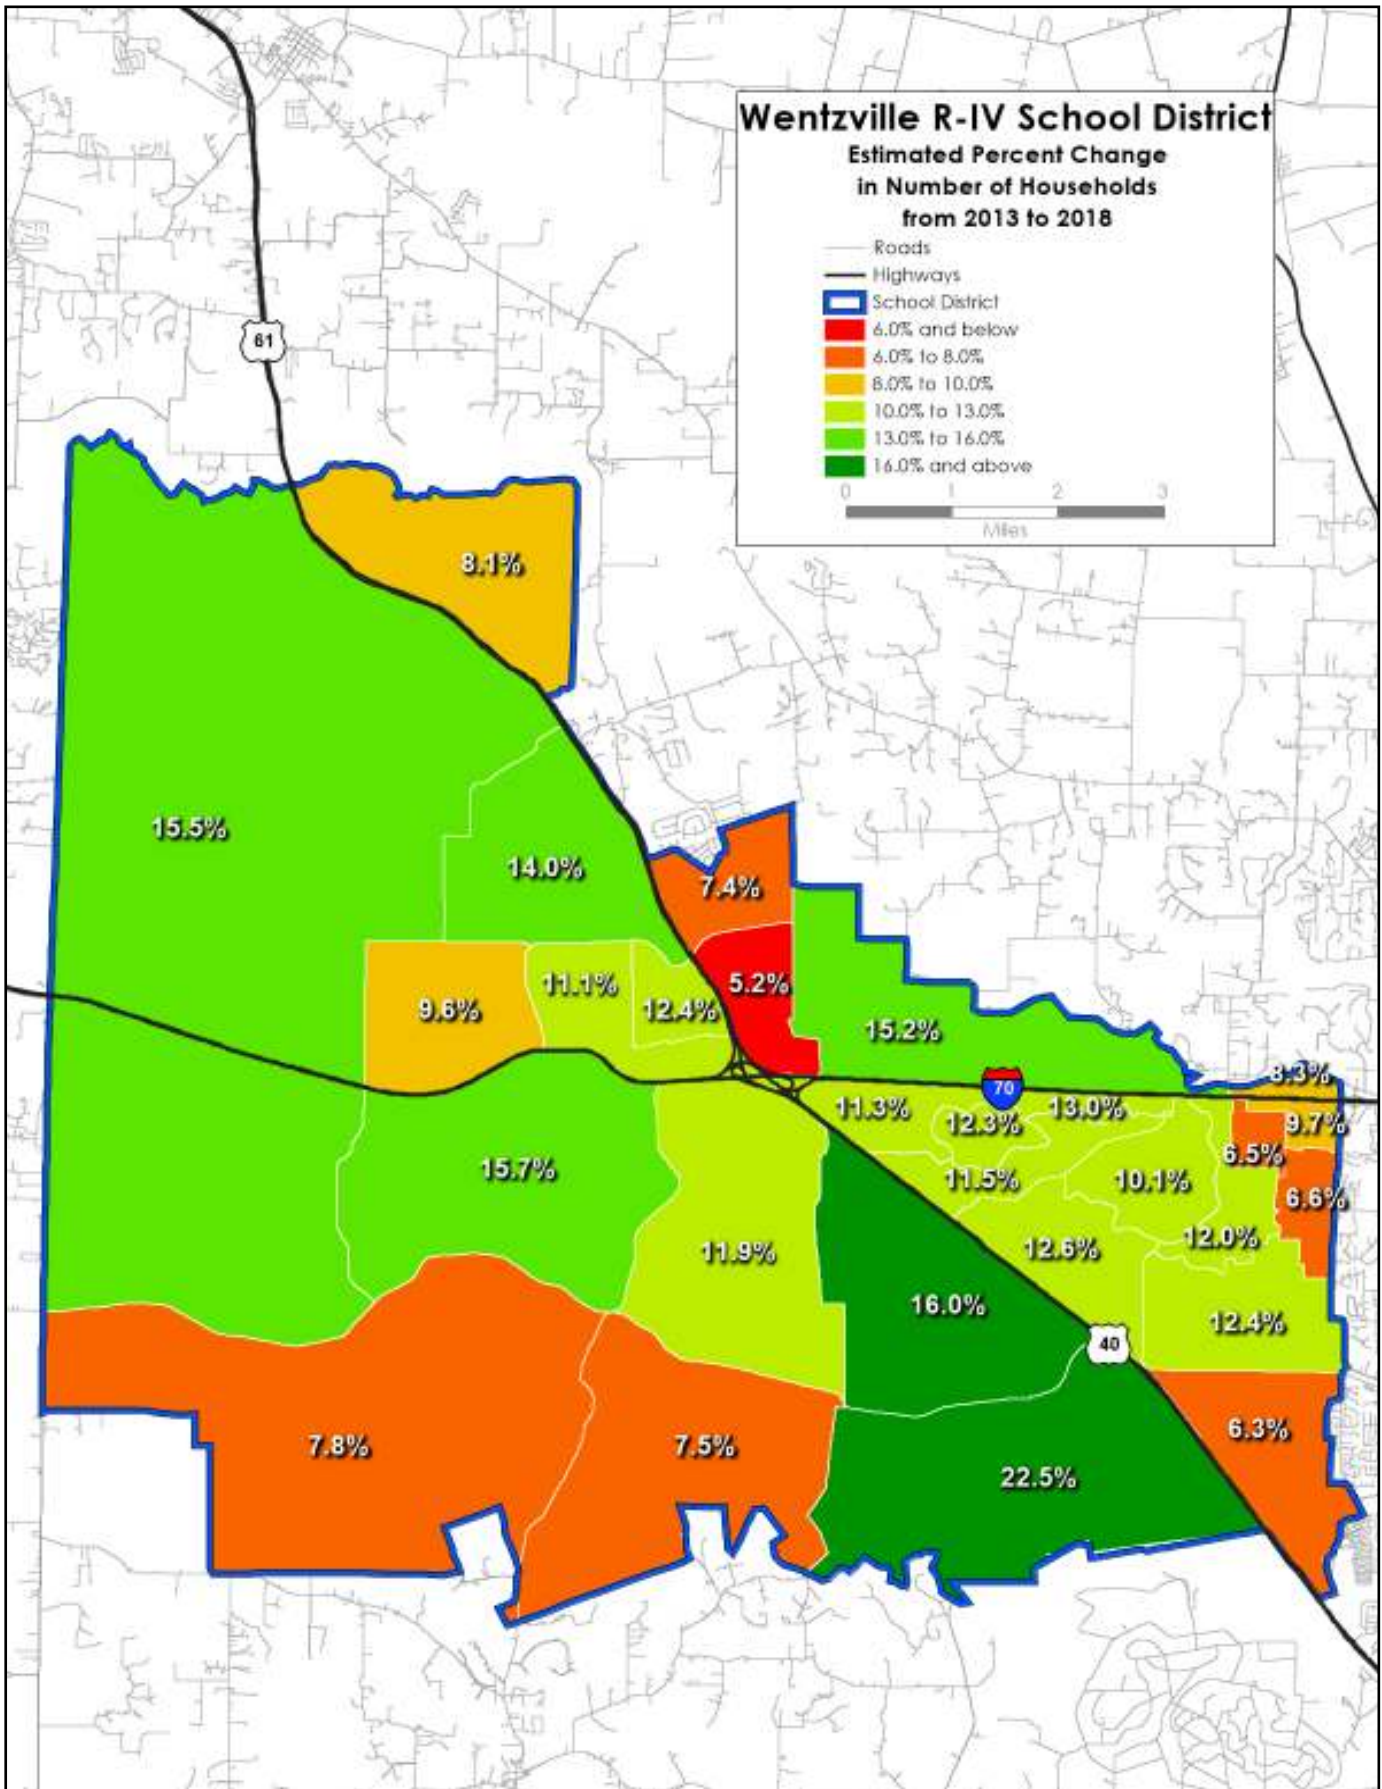 Wentzville R-IV School District
Estimated Percent Change
in Number of Households
from 2013 to 2018
Roads
Highways
School District
6.0% and below
6.0% to 8.0%
8.0% to 10.0%
10.0% to 13.0%
13.0% to 16.0%
16.0% and above
0 1 2 3
Miles
61
8.1%
15.5%
14.0%
7.4%
5.2%
11.1%
9.6%
12.4%
15.2%
8.3%
70
11.3%
12.3%
13.0%
9.7%
6.5%
15.7%
11.5%
10.1%
6.6%
11.9%
12.6%
12.0%
16.0%
12.4%
40
7.8%
7.5%
6.3%
22.5%